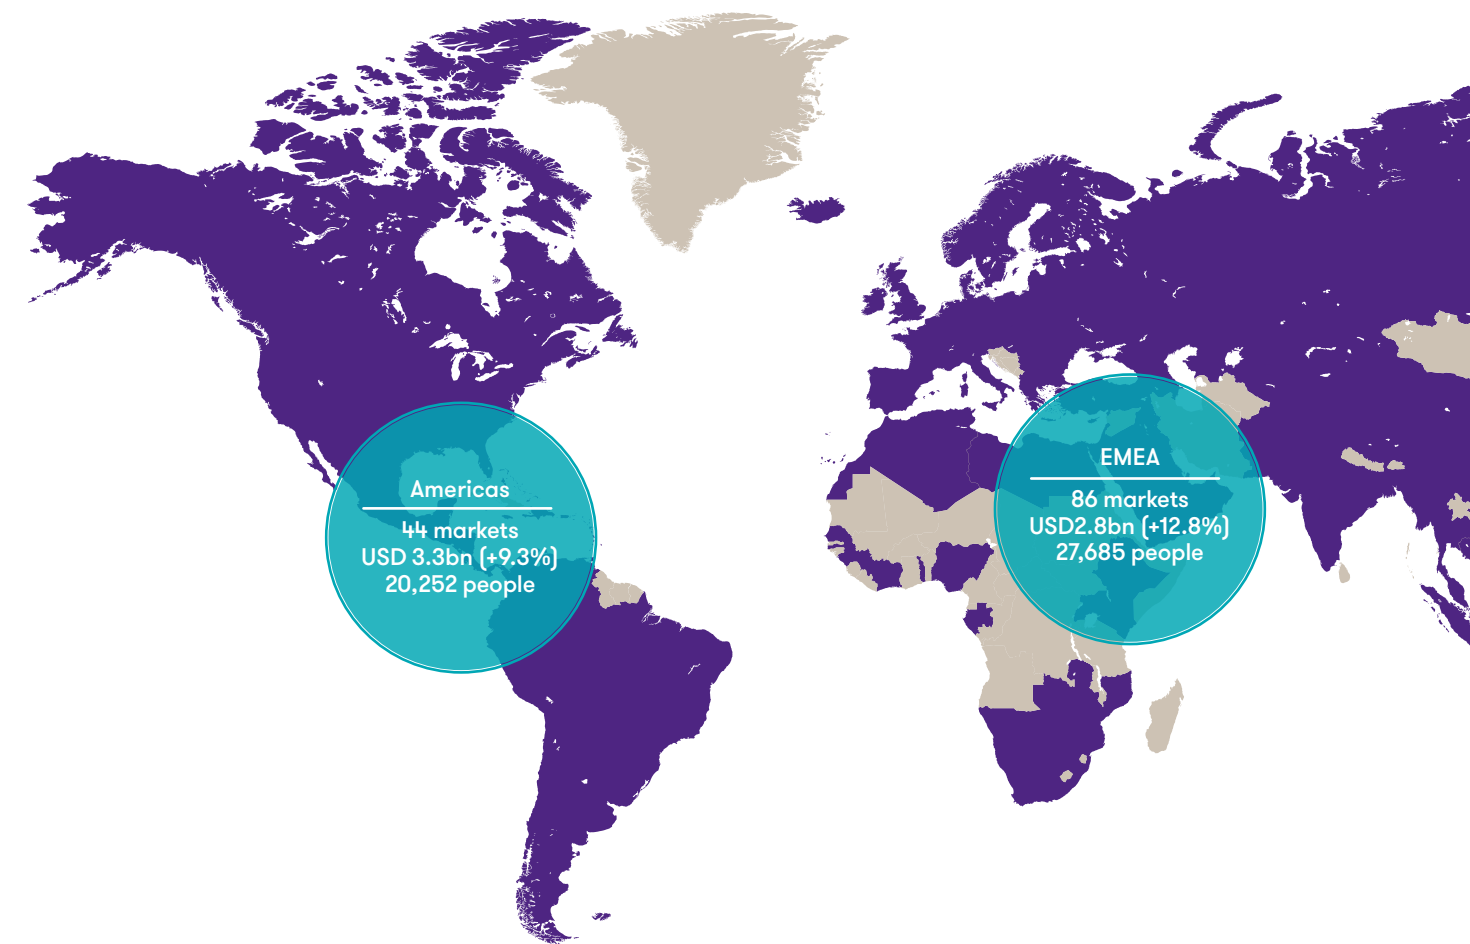 Americas
44 markets
USD 3.3bn (+9.3%)
20,252 people
EMEA
86 markets
USD2.8bn (+12.8%)
27,685 people